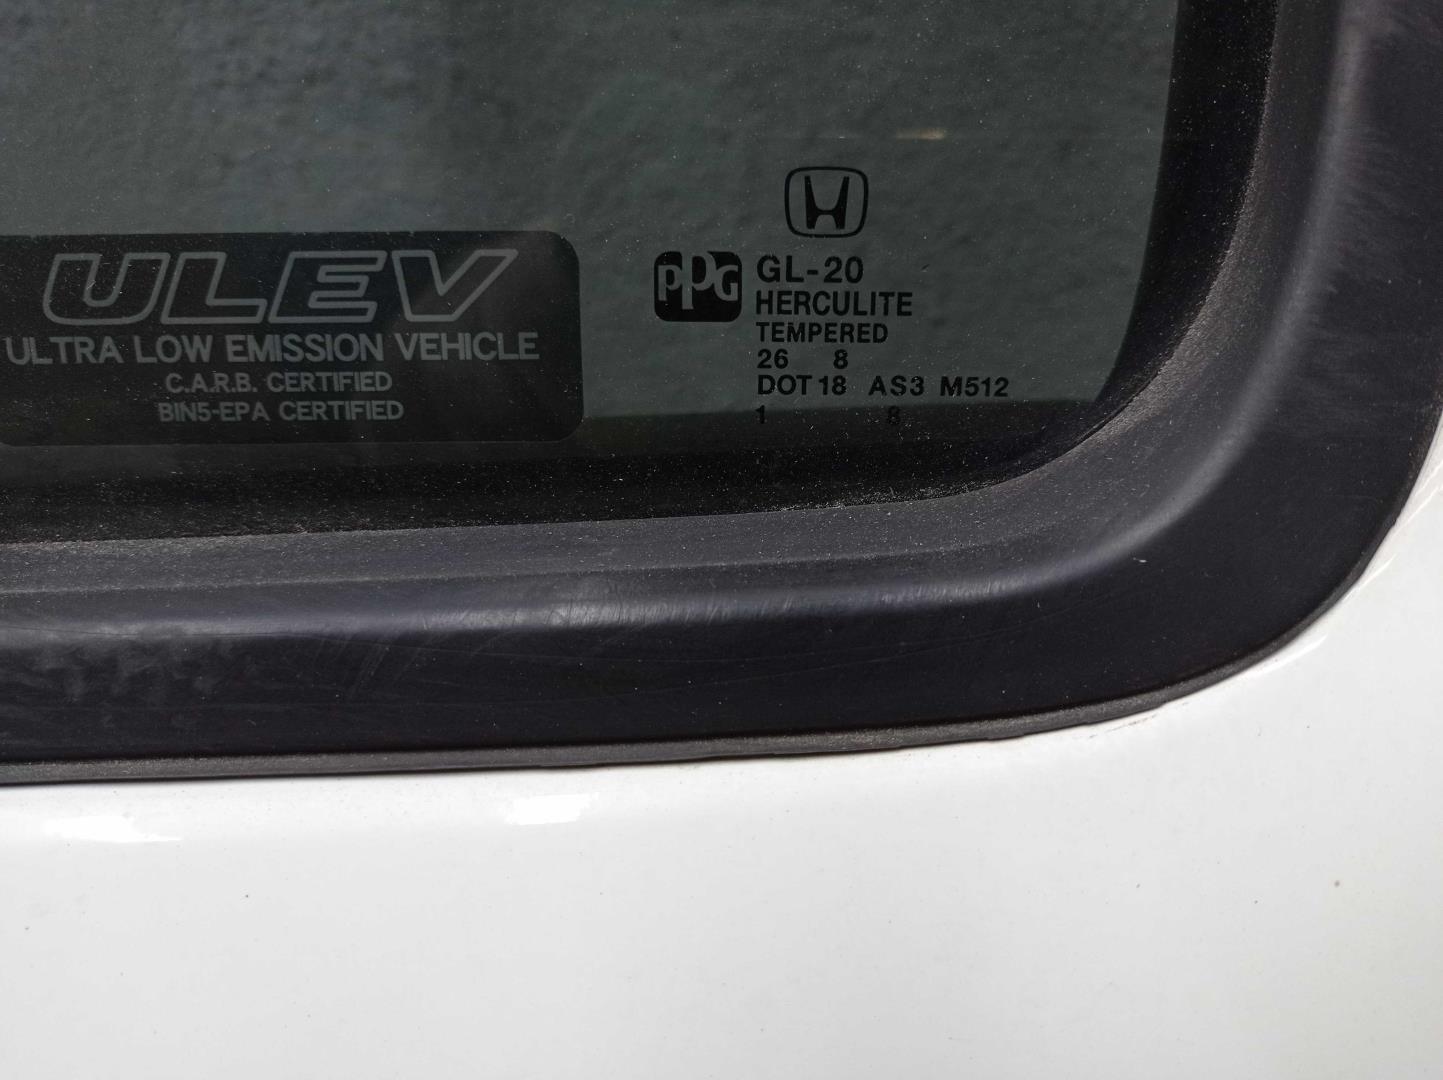 ULEV
ULTRA LOW EMISSION VEHICLE
C.A.R.B. CERTIFIED
BIN5-EPA CERTIFIED
PPG
GL-20
HERCULITE
TEMPERED
26 8
DOT 18 AS3 M512
1 8